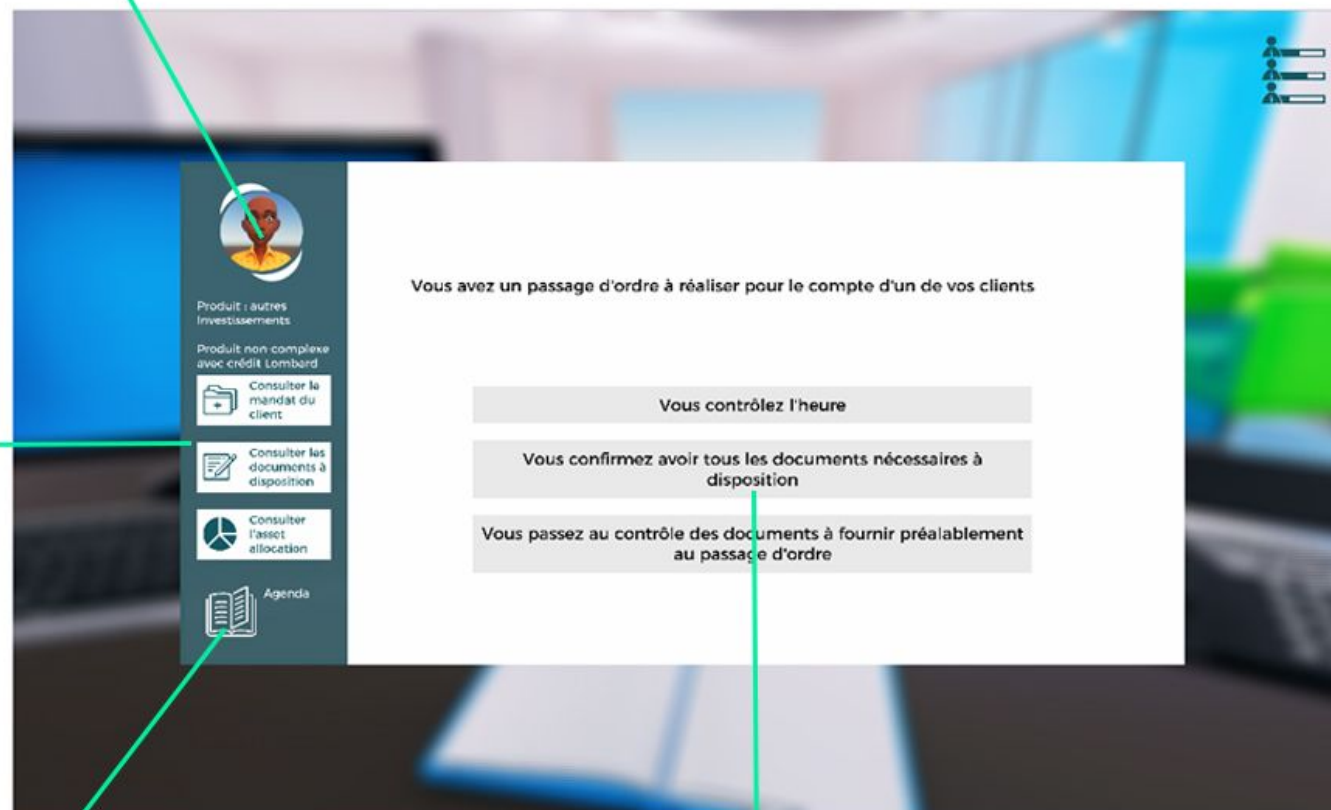 Produit : autres
Investissements
Produit non-complexe
avec crédit Lombard
Consulter le
mandat du
client
Consulter les
documents à
disposition
Consulter
l'asset
allocation
Agenda
Vous avez un passage d'ordre à réaliser pour le compte d'un de vos clients
Vous contrôlez l'heure
Vous confirmez avoir tous les documents nécessaires à
disposition
Vous passez au contrôle des documents à fournir préalablement
au passage d'ordre